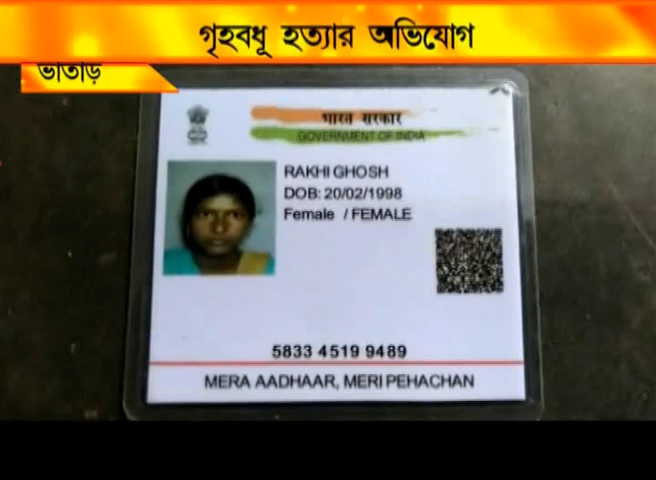 গৃহবধূ হত্যার অভিযোগ
ভাতাড়
भारत सरकार
GOVERNMENT OF INDIA
RAKHI GHOSH
DOB: 20/02/1998
Female / FEMALE
5833 4519 9489
MERA AADHAAR, MERI PEHACHAN